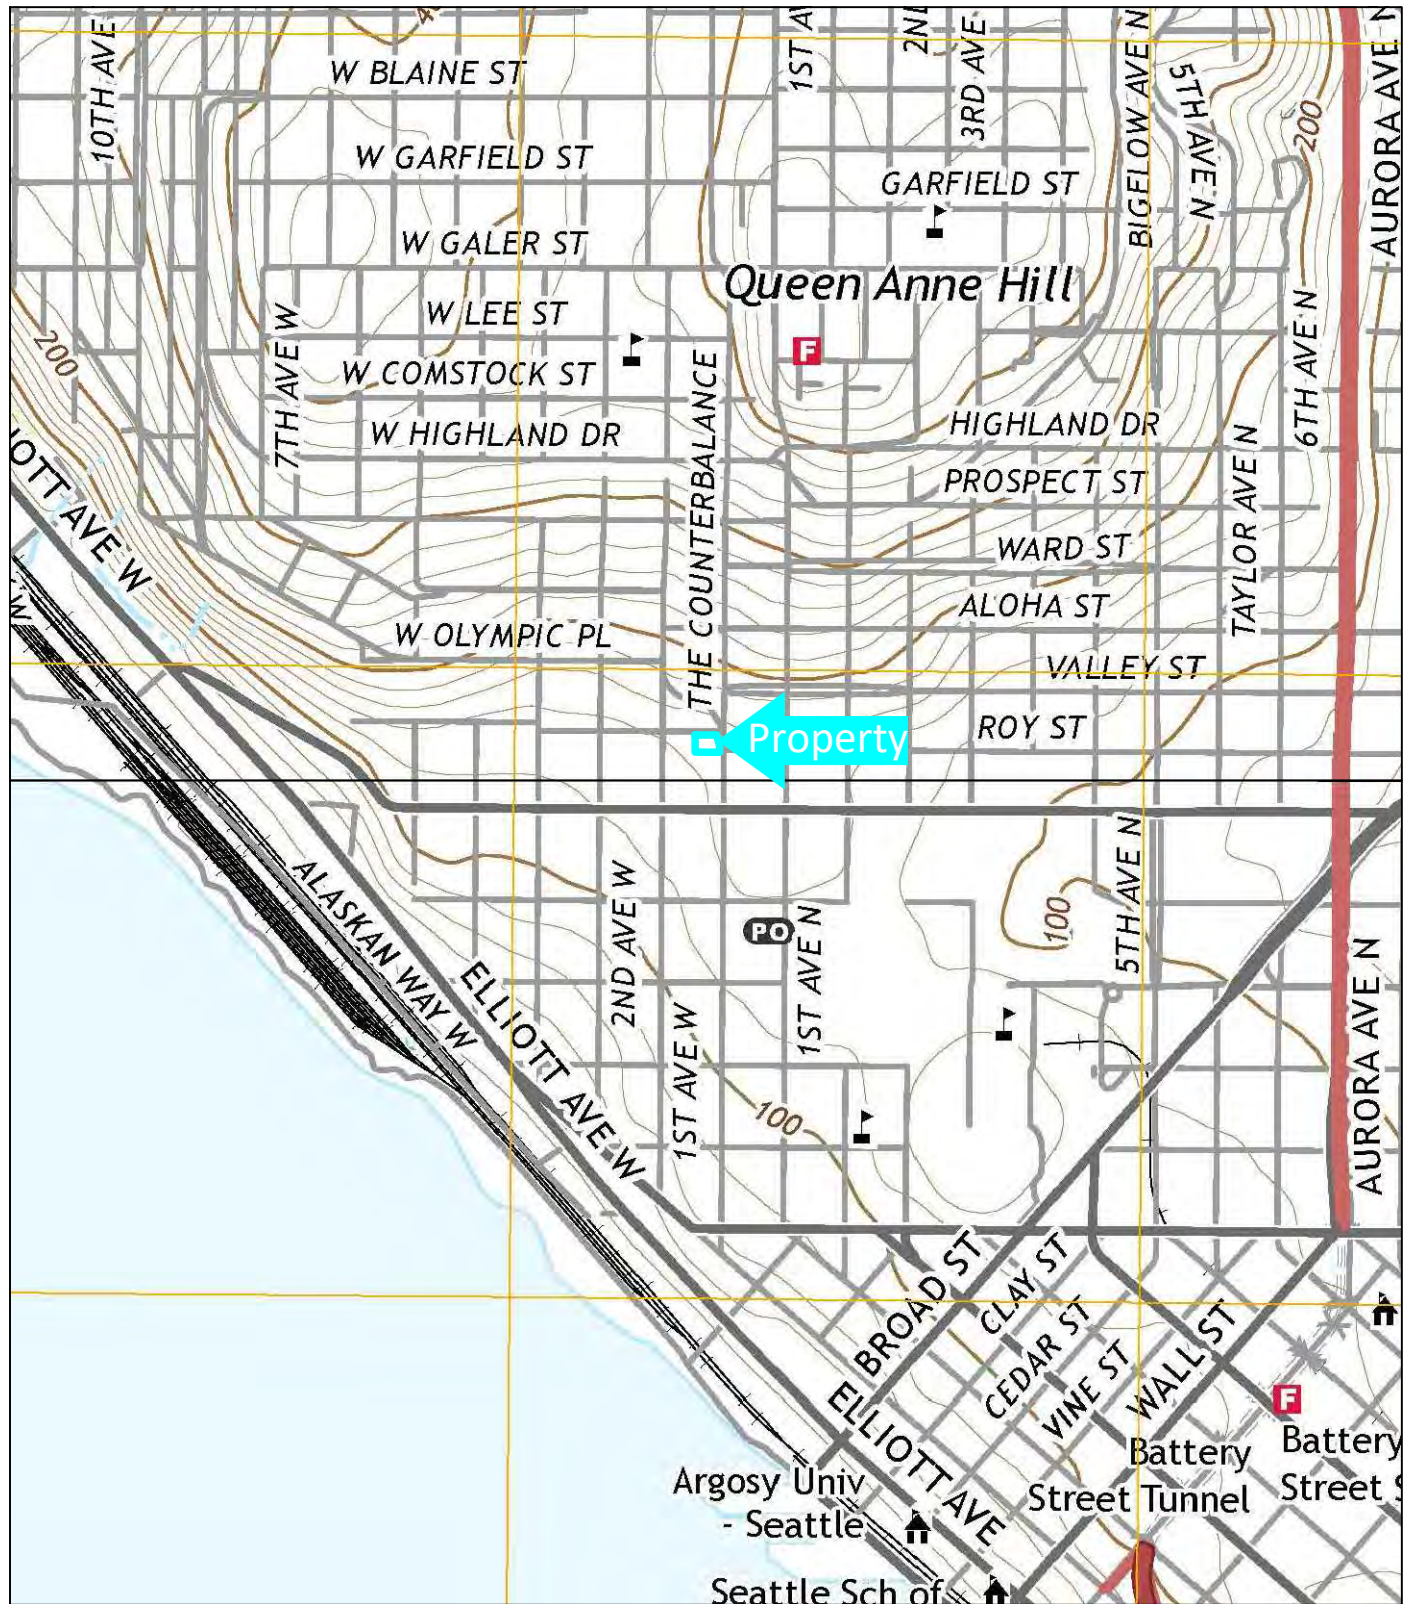 10TH AVE
W BLAINE ST
1ST AV
2ND
3RD AVE
BIGELOW AVE N
5TH AVE N
200
AURORA AVE N
W GARFIELD ST
GARFIELD ST
W GALER ST
Queen Anne Hill
W LEE ST
7TH AVE W
6TH AVE N
200
F
W COMSTOCK ST
THE COUNTERBALANCE
W HIGHLAND DR
HIGHLAND DR
PROSPECT ST
TAYLOR AVE N
IOTT AVE W
WARD ST
W
ALOHA ST
W OLYMPIC PL
VALLEY ST
Property
ROY ST
5TH AVE N
100
ALASKAN WAY W
2ND AVE W
PO
1ST AVE N
ELLIOTT AVE W
1ST AVE W
100
AURORA AVE N
BROAD ST
CLAY ST
CEDAR ST
VINE ST
WALL ST
ELLIOTT AVE
F
Battery
Street Tunnel
Battery
Street S
Argosy Univ
- Seattle
Seattle Sch of